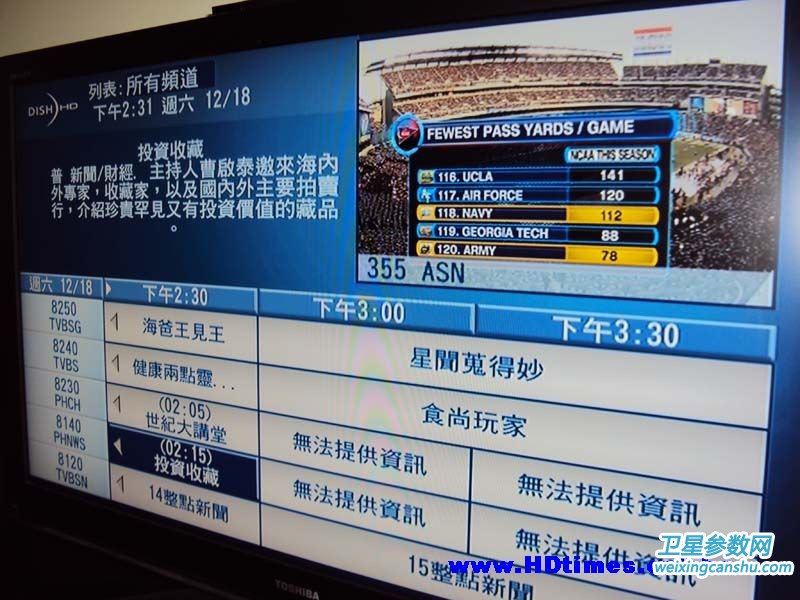 DISH HD
列表:所有頻道
下午2:31 週六 12/18
投資收藏
普 新聞/財經. 主持人曹啟泰邀來海內
外專家，收藏家，以及國內外主要拍賣
行，介紹珍貴罕見又有投資價值的藏品
。
FEWEST PASS YARDS / GAME
NCAA THIS SEASON
116. UCLA 141
117. AIR FORCE 120
118. NAVY 112
119. GEORGIA TECH 88
120. ARMY 78
355 ASN
週六 12/18 下午2:30 下午3:00 下午3:30
8250
TVBSG
海爸王見王
星聞蒐得妙
8240
TVBS
健康兩點靈...
食尚玩家
8230
PHCH
(02:05)
世紀大講堂
無法提供資訊
無法提供資訊
8140
PHNWS
(02:15)
投資收藏
無法提供資訊
無法提供資訊
8120
TVBSN
14整點新聞
15整點新聞
TOSHIBA
www.HDtimes.
卫星参数网
weixingcanshu.com